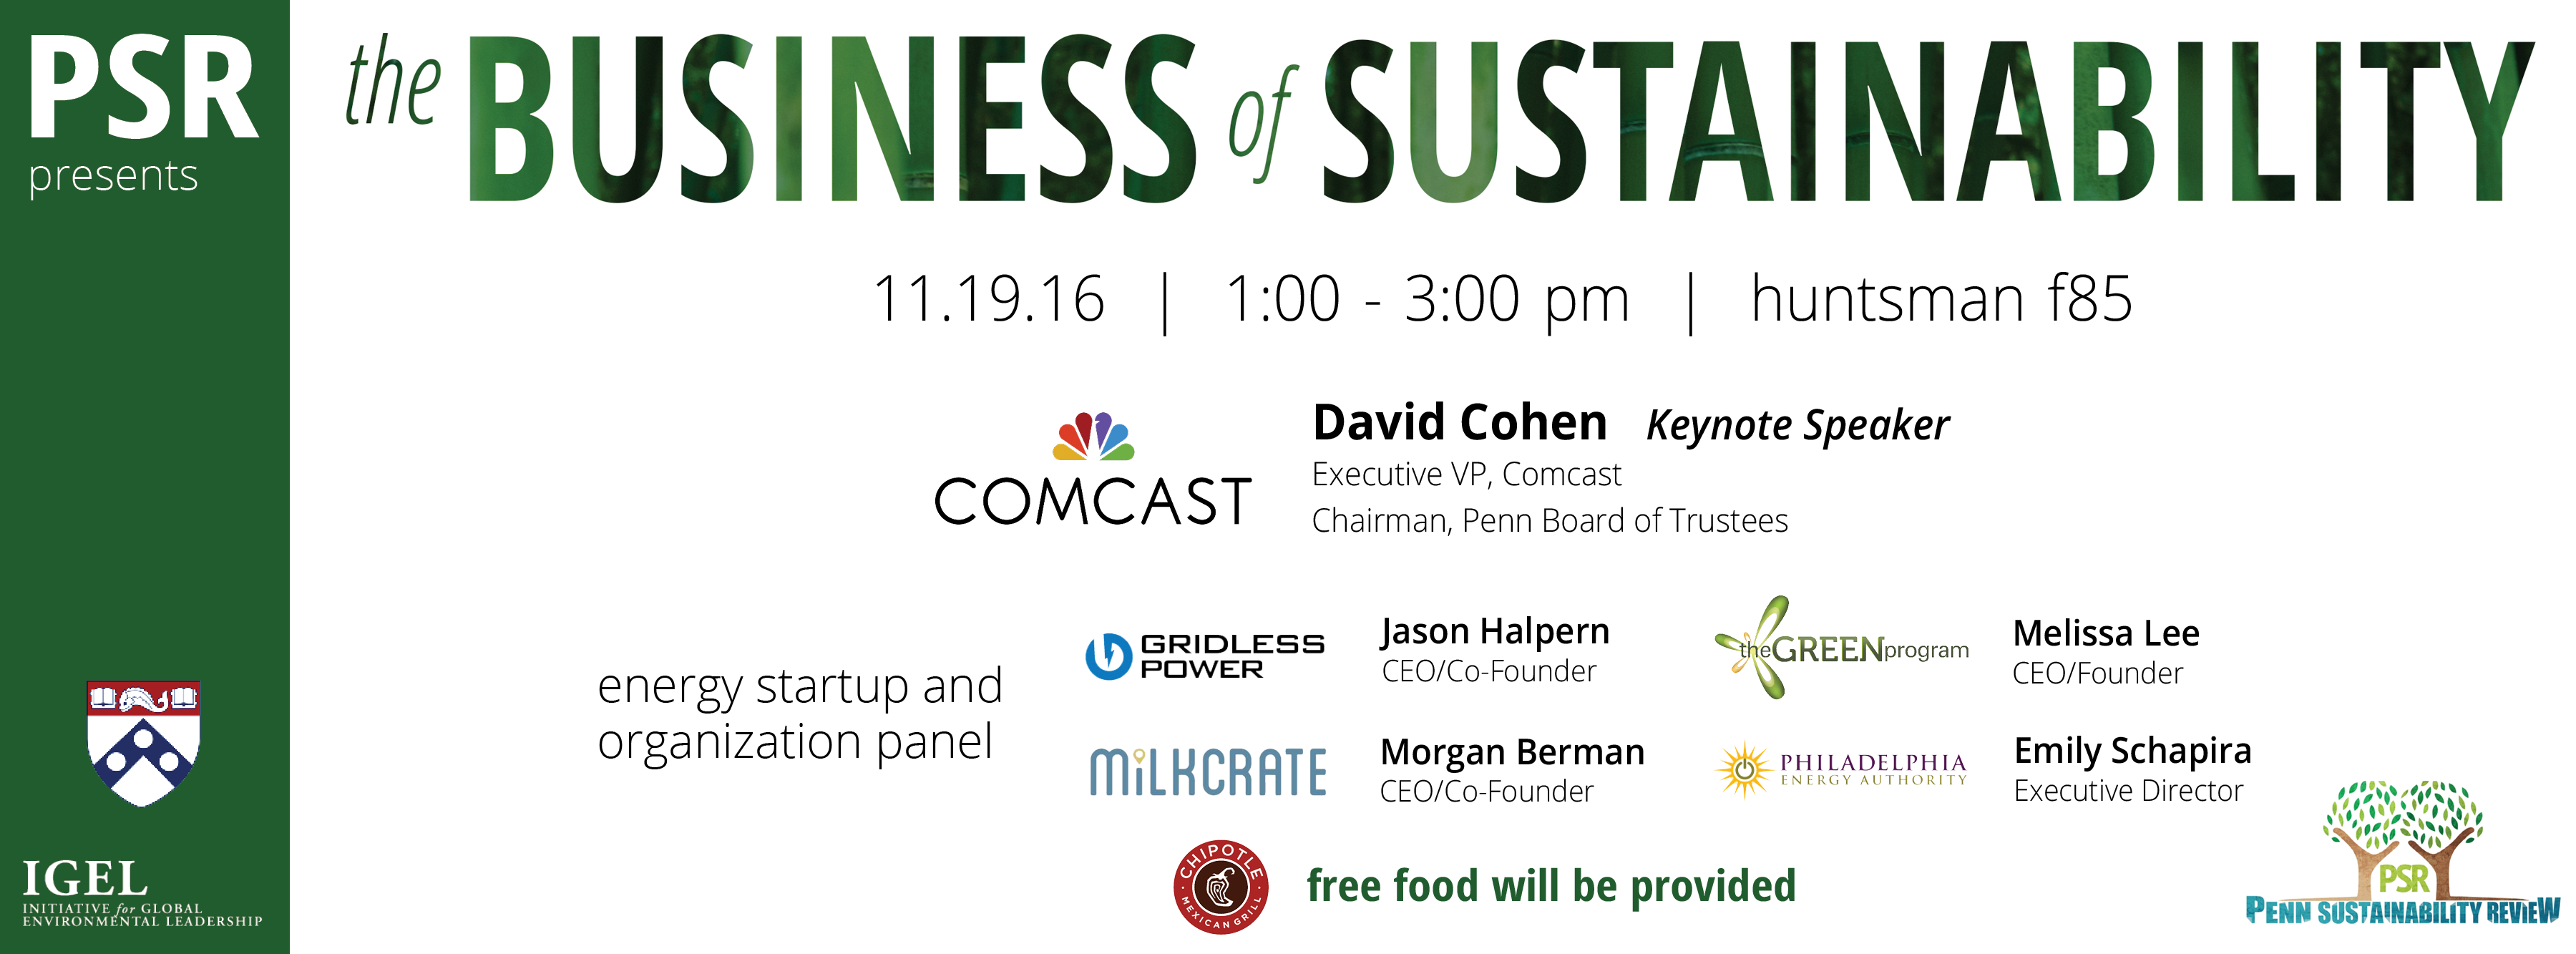 PSR
presents
the BUSINESS of SUSTAINABILITY
11.19.16 | 1:00 - 3:00 pm | huntsman f85
COMCAST
David Cohen Keynote Speaker
Executive VP, Comcast
Chairman, Penn Board of Trustees
energy startup and
organization panel
GRIDLESS
POWER
Jason Halpern
CEO/Co-Founder
theGREENprogram
Melissa Lee
CEO/Founder
MiLKCRATE
Morgan Berman
CEO/Co-Founder
PHILADELPHIA
ENERGY AUTHORITY
Emily Schapira
Executive Director
CHIPOTLE
MEXICAN GRILL
free food will be provided
IGEL
INITIATIVE for GLOBAL
ENVIRONMENTAL LEADERSHIP
PSR
PENN SUSTAINABILITY REVIEW